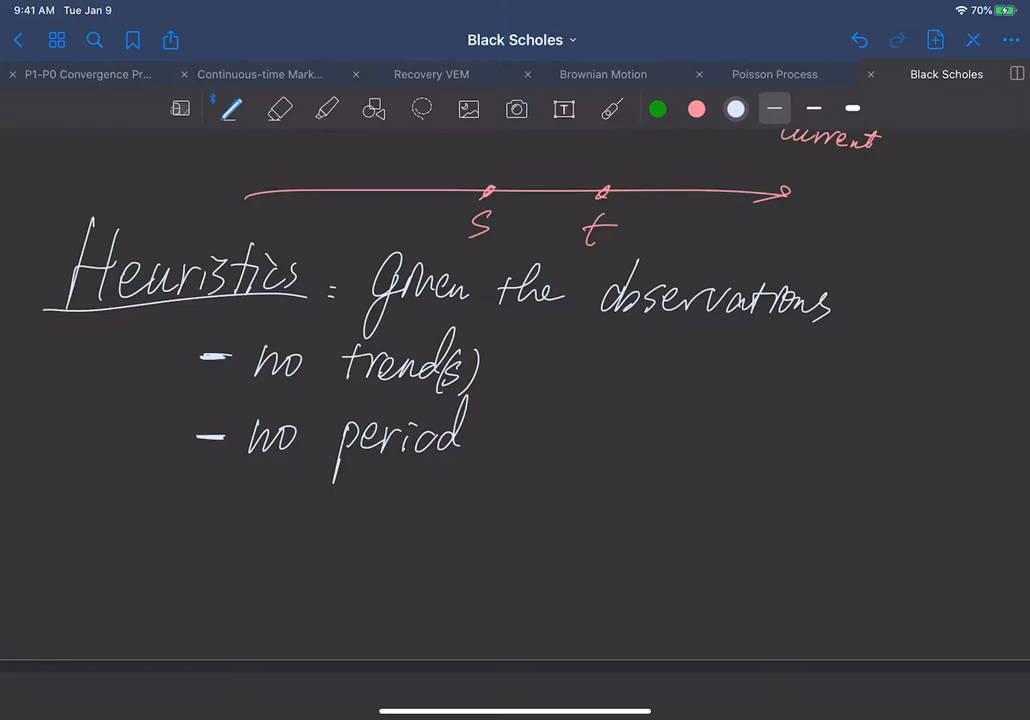 9:41 AM Tue Jan 9
70%
Black Scholes
P1-P0 Convergence Pr...
Continuous-time Mark...
Recovery VEM
Brownian Motion
Poisson Process
Black Scholes
current
s t
Heuristics : given the observations
- no trend(s)
- no period